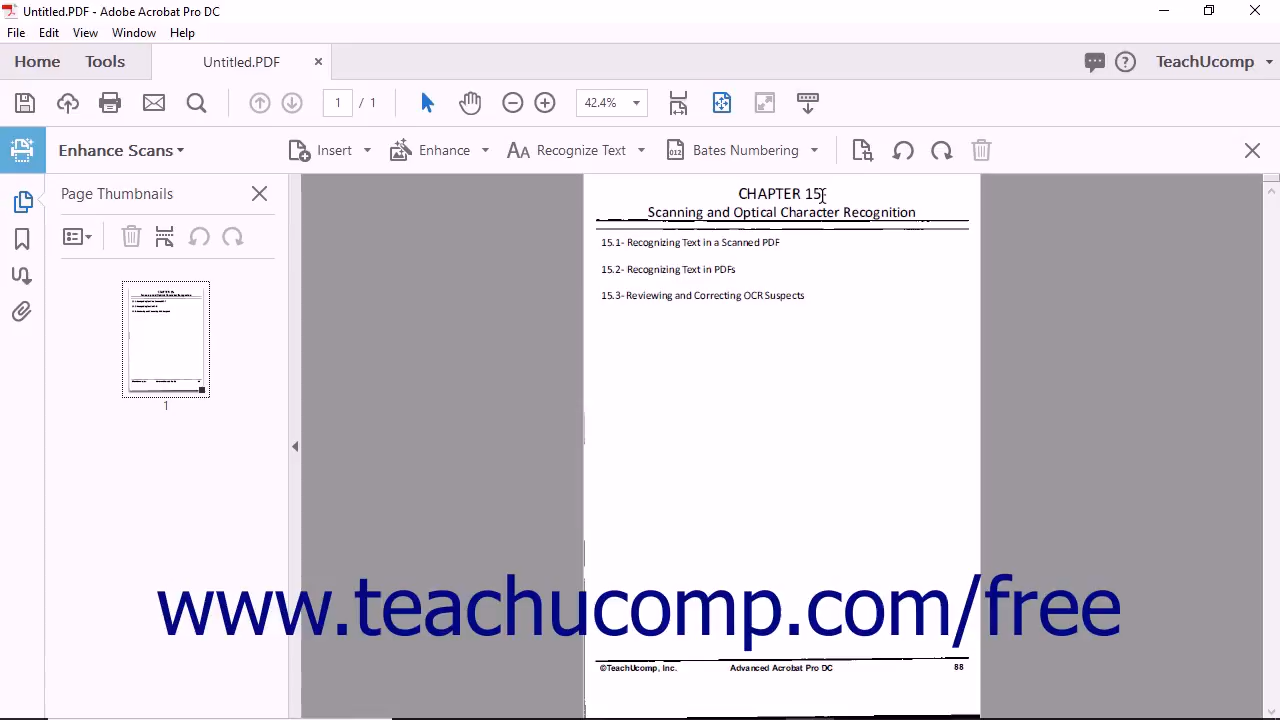 Untitled.PDF - Adobe Acrobat Pro DC
File Edit View Window Help
Home Tools Untitled.PDF × TeachUcomp
1 / 1 42.4%
Enhance Scans Insert Enhance Recognize Text 012 Bates Numbering
Page Thumbnails
1
CHAPTER 15
Scanning and Optical Character Recognition
15.1- Recognizing Text in a Scanned PDF
15.2- Recognizing Text in PDFs
15.3- Reviewing and Correcting OCR Suspects
www.teachucomp.com/free
©TeachUcomp, Inc. Advanced Acrobat Pro DC 88